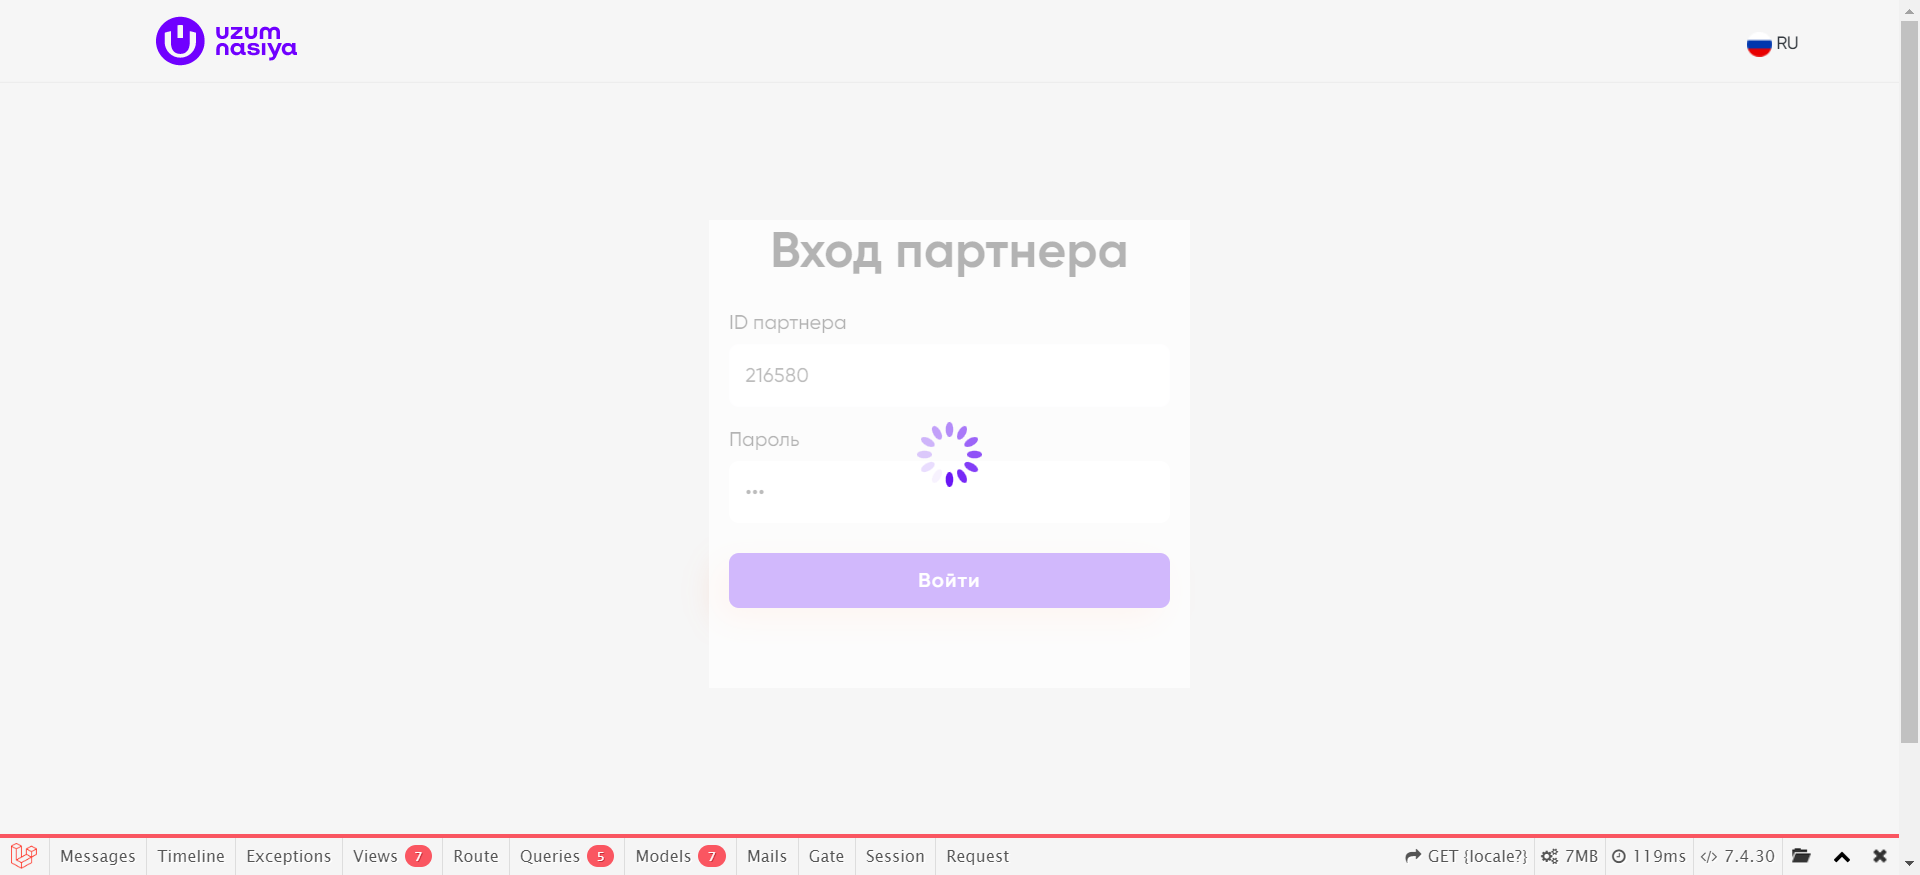 uzum
nasiya
RU
Вход партнера
ID партнера
216580
Пароль
•••
Войти
Messages Timeline Exceptions Views 7 Route Queries 5 Models 7 Mails Gate Session Request GET {locale?} 7MB 119ms </> 7.4.30